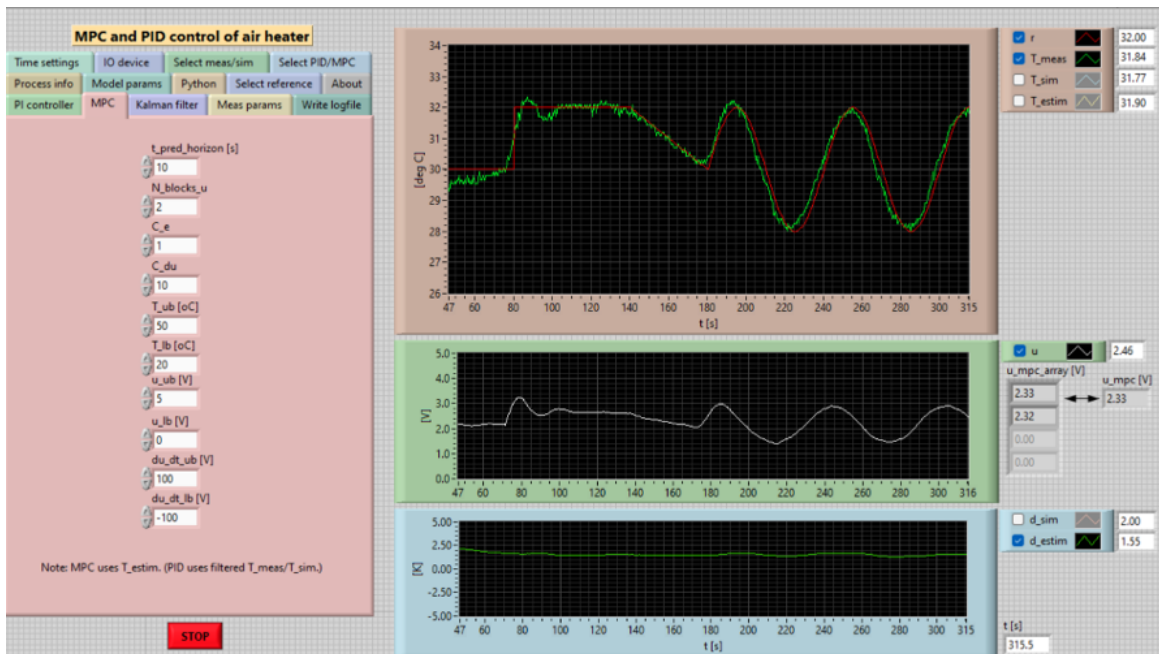 MPC and PID control of air heater
Time settings IO device Select meas/sim Select PID/MPC
Process info Model params Python Select reference About
PI controller MPC Kalman filter Meas params Write logfile
t_pred_horizon [s]
10
N_blocks_u
2
C_e
1
C_du
10
T_ub [oC]
50
T_lb [oC]
20
u_ub [V]
5
u_lb [V]
0
du_dt_ub [V]
100
du_dt_lb [V]
-100
Note: MPC uses T_estim. (PID uses filtered T_meas/T_sim.)
STOP
34
33
32
31
30
29
28
27
26
[deg C]
47 60 80 100 120 140 160 180 200 220 240 260 280 300 315
t [s]
r 32.00
T_meas 31.84
T_sim 31.77
T_estim 31.90
5.0
4.0
3.0
2.0
1.0
0.0
[V]
47 60 80 100 120 140 160 180 200 220 240 260 280 300 316
t [s]
u 2.46
u_mpc_array [V]
u_mpc [V]
2.33 2.33
2.32
0.00
0.00
5.00
2.50
0.00
-2.50
-5.00
[K]
47 60 80 100 120 140 160 180 200 220 240 260 280 300 315
t [s]
d_sim 2.00
d_estim 1.55
t [s]
315.5